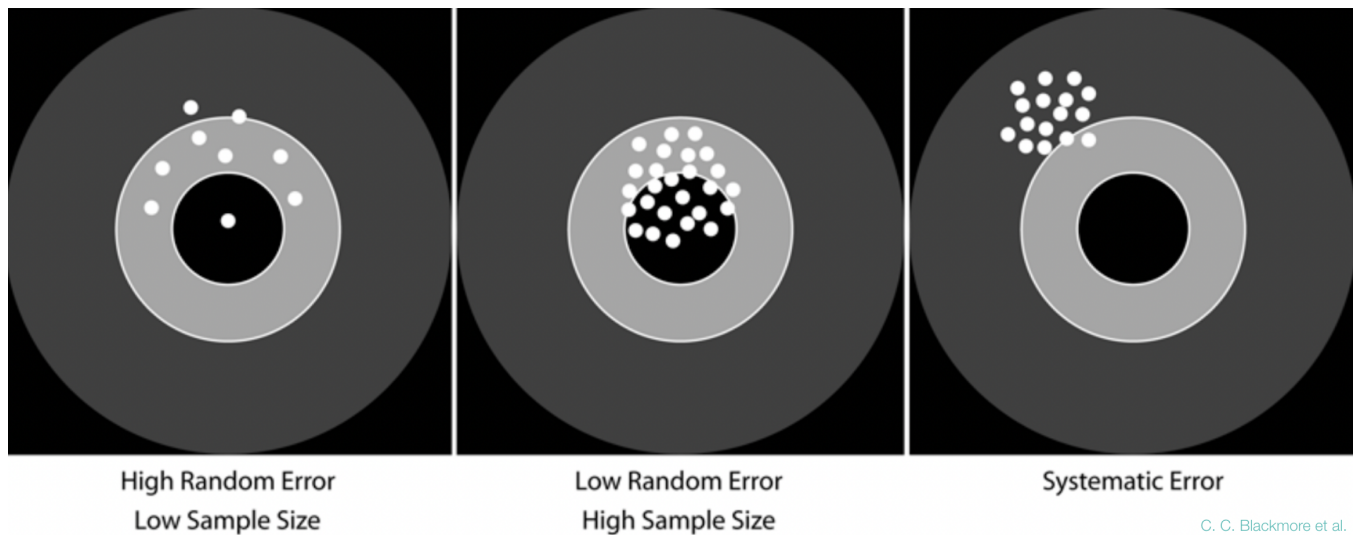 High Random Error
Low Sample Size
Low Random Error
High Sample Size
Systematic Error
C. C. Blackmore et al.